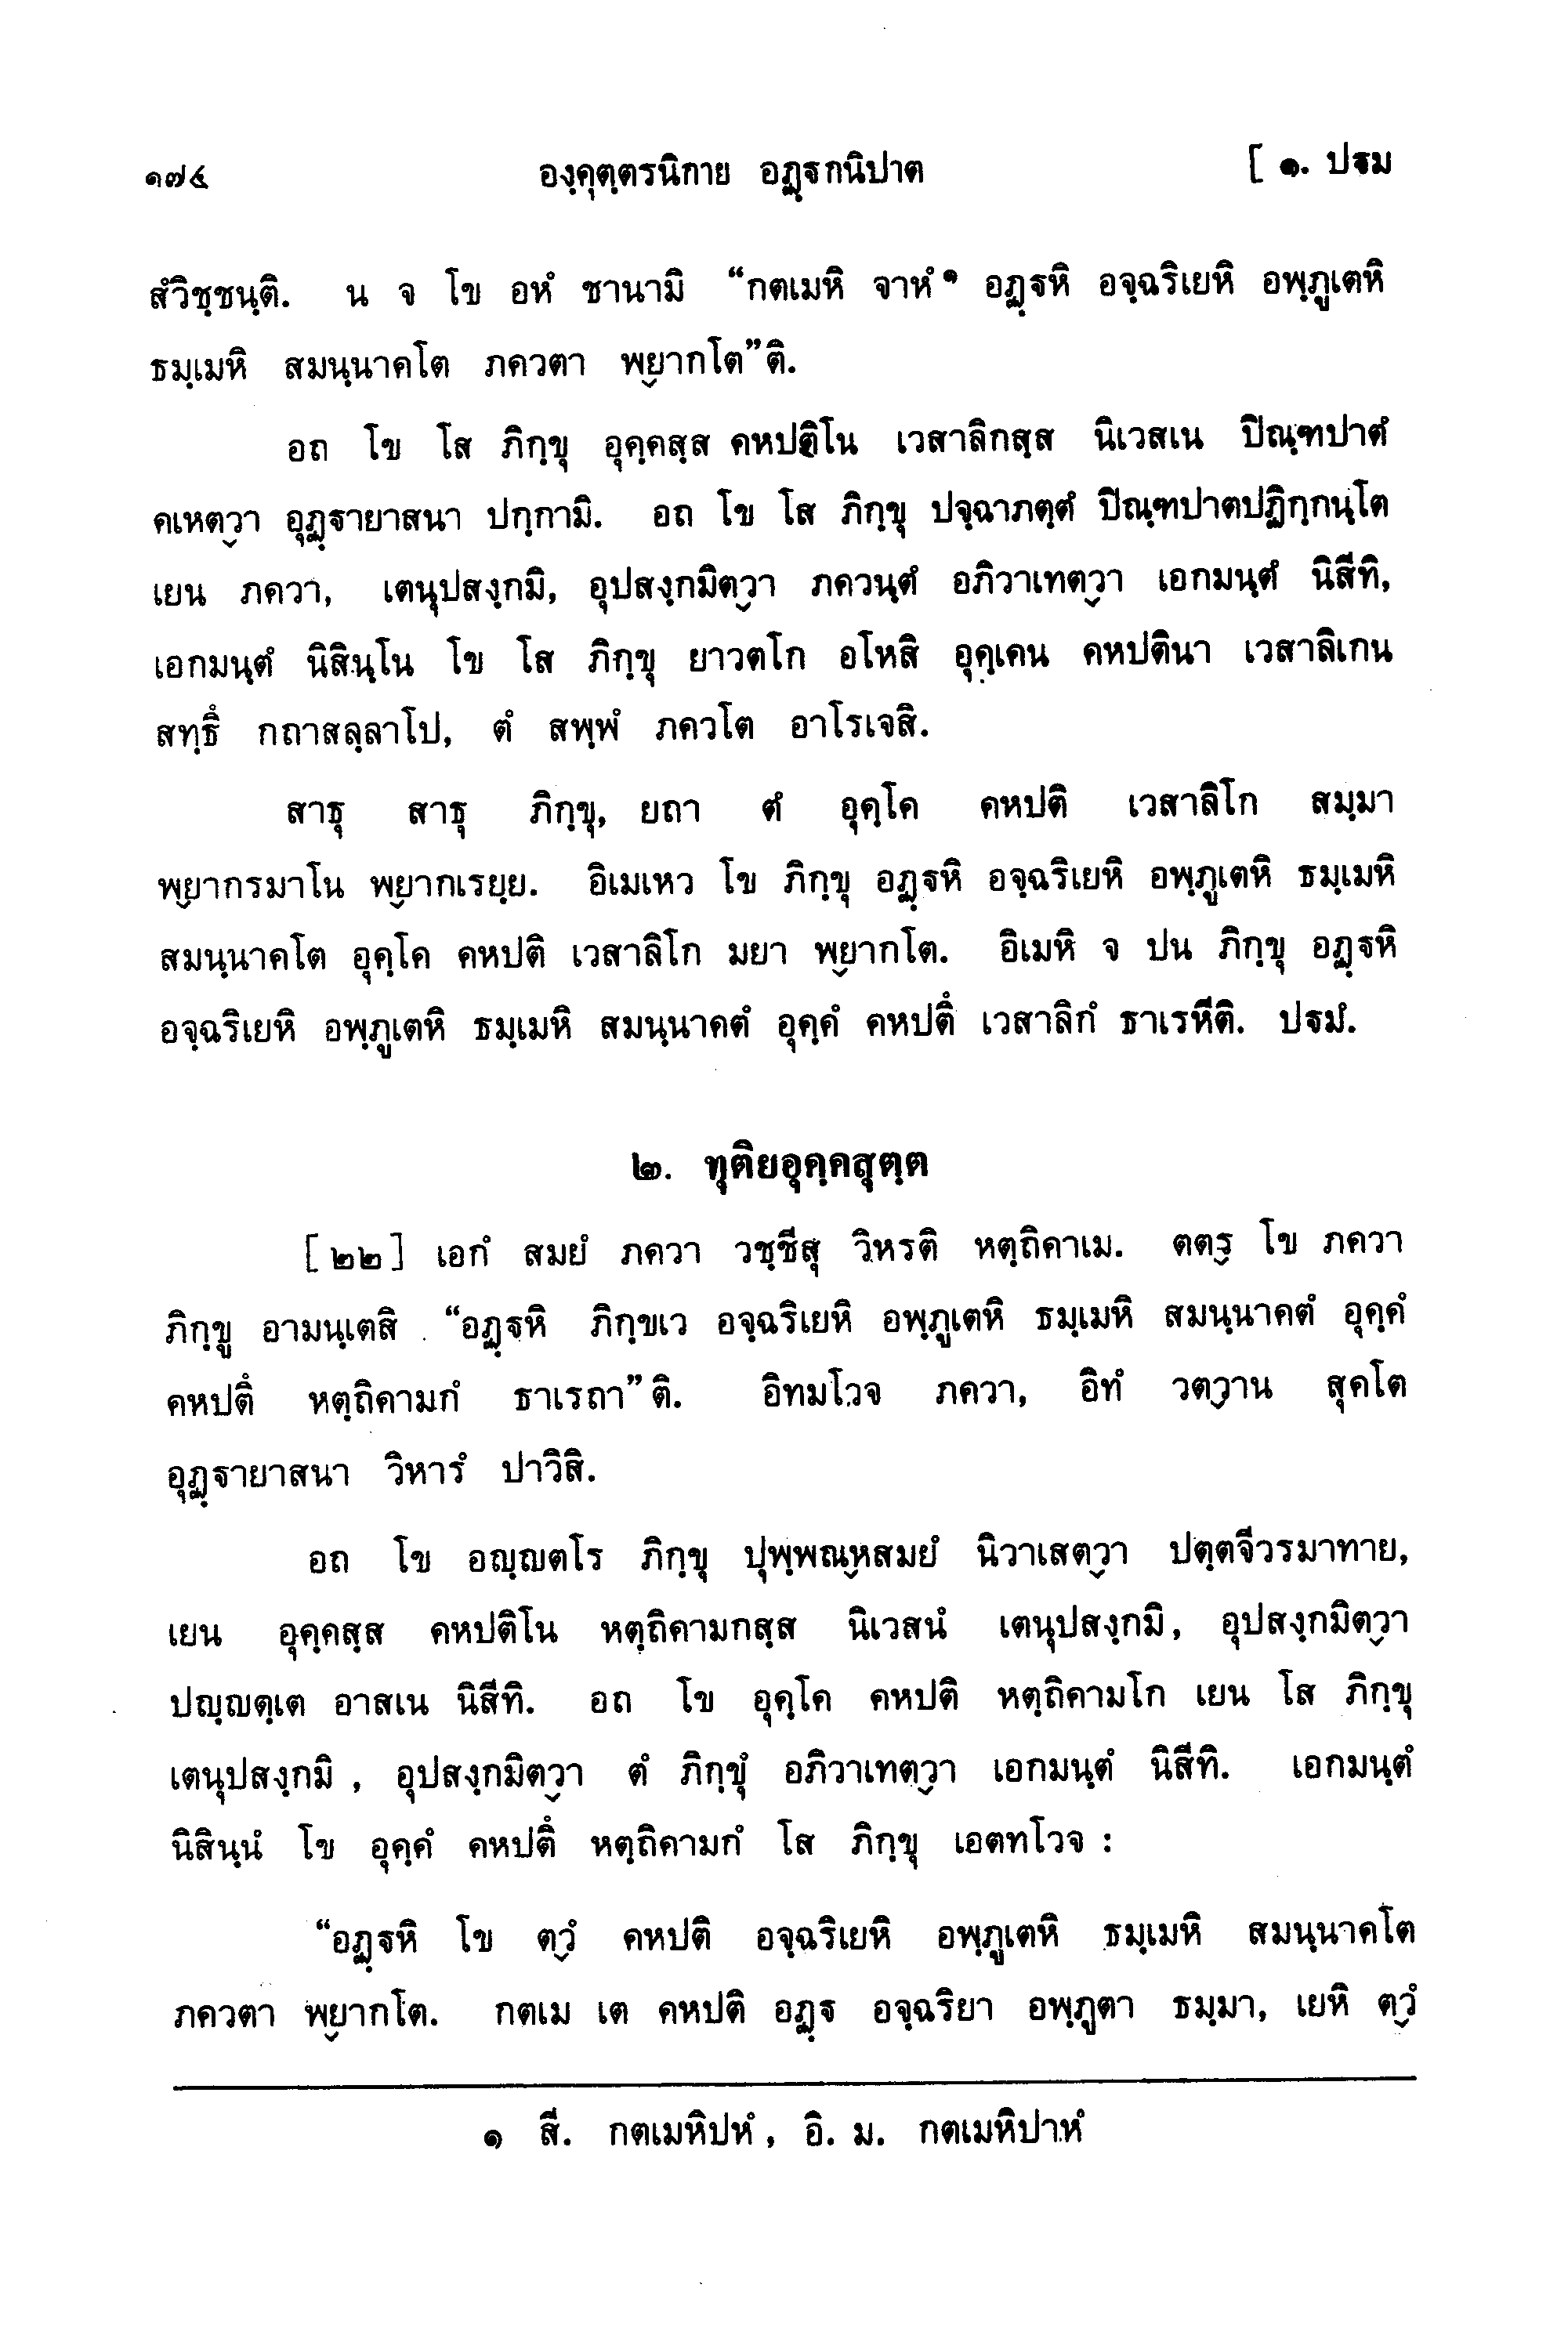 ๑๗๔ องฺคุตฺตรนิกาย อฏฺฐกนิปาต [ ๑. ปฐม
สํวิชฺชนฺติ. น จ โข อหํ ชานามิ “กตเมหิ จาหํ๑ อฏฺฐหิ อจฺฉริเยหิ อพฺภูเตหิ
ธมฺเมหิ สมนฺนาคโต ภควตา พฺยากโต”ติ.
อถ โข โส ภิกฺขุ อุคฺคสฺส คหปติโน เวสาลิกสฺส นิเวสเน ปิณฺฑปาตํ
คเหตฺวา อุฏฺฐายาสนา ปกฺกามิ. อถ โข โส ภิกฺขุ ปจฺฉาภตฺตํ ปิณฺฑปาตปฏิกฺกนฺโต
เยน ภควา, เตนุปสงฺกมิ, อุปสงฺกมิตฺวา ภควนฺตํ อภิวาเทตฺวา เอกมนฺตํ นิสีทิ,
เอกมนฺตํ นิสินฺโน โข โส ภิกฺขุ ยาวตโก อโหสิ อุคฺเคน คหปตินา เวสาลิเกน
สทฺธึ กถาสลฺลาโป, ตํ สพฺพํ ภควโต อาโรเจสิ.
สาธุ สาธุ ภิกฺขุ, ยถา ตํ อุคฺโค คหปติ เวสาลิโก สมฺมา
พฺยากรมาโน พฺยากเรยฺย. อิเมเหว โข ภิกฺขุ อฏฺฐหิ อจฺฉริเยหิ อพฺภูเตหิ ธมฺเมหิ
สมนฺนาคโต อุคฺโค คหปติ เวสาลิโก มยา พฺยากโต. อิเมหิ จ ปน ภิกฺขุ อฏฺฐหิ
อจฺฉริเยหิ อพฺภูเตหิ ธมฺเมหิ สมนฺนาคตํ อุคฺคํ คหปตึ เวสาลิกํ ธาเรหีติ. ปฐมํ.
๒. ทุติยอุคฺคสุตฺต
[ ๒๒ ] เอกํ สมยํ ภควา วชฺชีสุ วิหรติ หตฺถิคาเม. ตตฺร โข ภควา
ภิกฺขู อามนฺเตสิ “อฏฺฐหิ ภิกฺขเว อจฺฉริเยหิ อพฺภูเตหิ ธมฺเมหิ สมนฺนาคตํ อุคฺคํ
คหปตึ หตฺถิคามกํ ธาเรถา”ติ. อิทมโวจ ภควา, อิทํ วตฺวาน สุคโต
อุฏฺฐายาสนา วิหารํ ปาวิสิ.
อถ โข อญฺญตโร ภิกฺขุ ปุพฺพณฺหสมยํ นิวาเสตฺวา ปตฺตจีวรมาทาย,
เยน อุคฺคสฺส คหปติโน หตฺถิคามกสฺส นิเวสนํ เตนุปสงฺกมิ, อุปสงฺกมิตฺวา
ปญฺญตฺเต อาสเน นิสีทิ. อถ โข อุคฺโค คหปติ หตฺถิคามโก เยน โส ภิกฺขุ
เตนุปสงฺกมิ, อุปสงฺกมิตฺวา ตํ ภิกฺขุํ อภิวาเทตฺวา เอกมนฺตํ นิสีทิ. เอกมนฺตํ
นิสินฺนํ โข อุคฺคํ คหปตึ หตฺถิคามกํ โส ภิกฺขุ เอตทโวจ :
“อฏฺฐหิ โข ตฺวํ คหปติ อจฺฉริเยหิ อพฺภูเตหิ ธมฺเมหิ สมนฺนาคโต
ภควตา พฺยากโต. กตเม เต คหปติ อฏฺฐ อจฺฉริยา อพฺภูตา ธมฺมา, เยหิ ตฺวํ
๑ สี. กตเมหิปหํ, อิ. ม. กตเมหิปาหํ